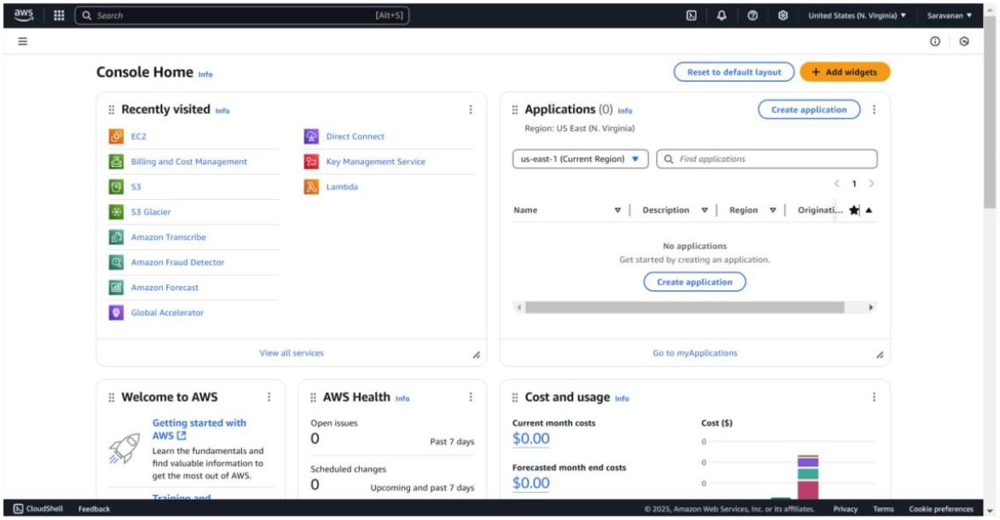 aws
Search [Alt+S]
United States (N. Virginia) ▼
Saravanan ▼
Console Home Info
Reset to default layout
+ Add widgets
Recently visited Info
EC2
Billing and Cost Management
S3
S3 Glacier
Amazon Transcribe
Amazon Fraud Detector
Amazon Forecast
Global Accelerator
Direct Connect
Key Management Service
Lambda
View all services
Applications (0) Info
Create application
Region: US East (N. Virginia)
us-east-1 (Current Region) ▼
Find applications
1
Name
Description
Region
Originati...
No applications
Get started by creating an application.
Create application
Go to myApplications
Welcome to AWS
Getting started with
AWS
Learn the fundamentals and
find valuable information to
get the most out of AWS.
Training and
AWS Health Info
Open issues
0
Past 7 days
Scheduled changes
0
Upcoming and past 7 days
Cost and usage Info
Current month costs
$0.00
Forecasted month end costs
$0.00
Cost ($)
0
0
0
CloudShell
Feedback
© 2025, Amazon Web Services, Inc. or its affiliates.
Privacy
Terms
Cookie preferences